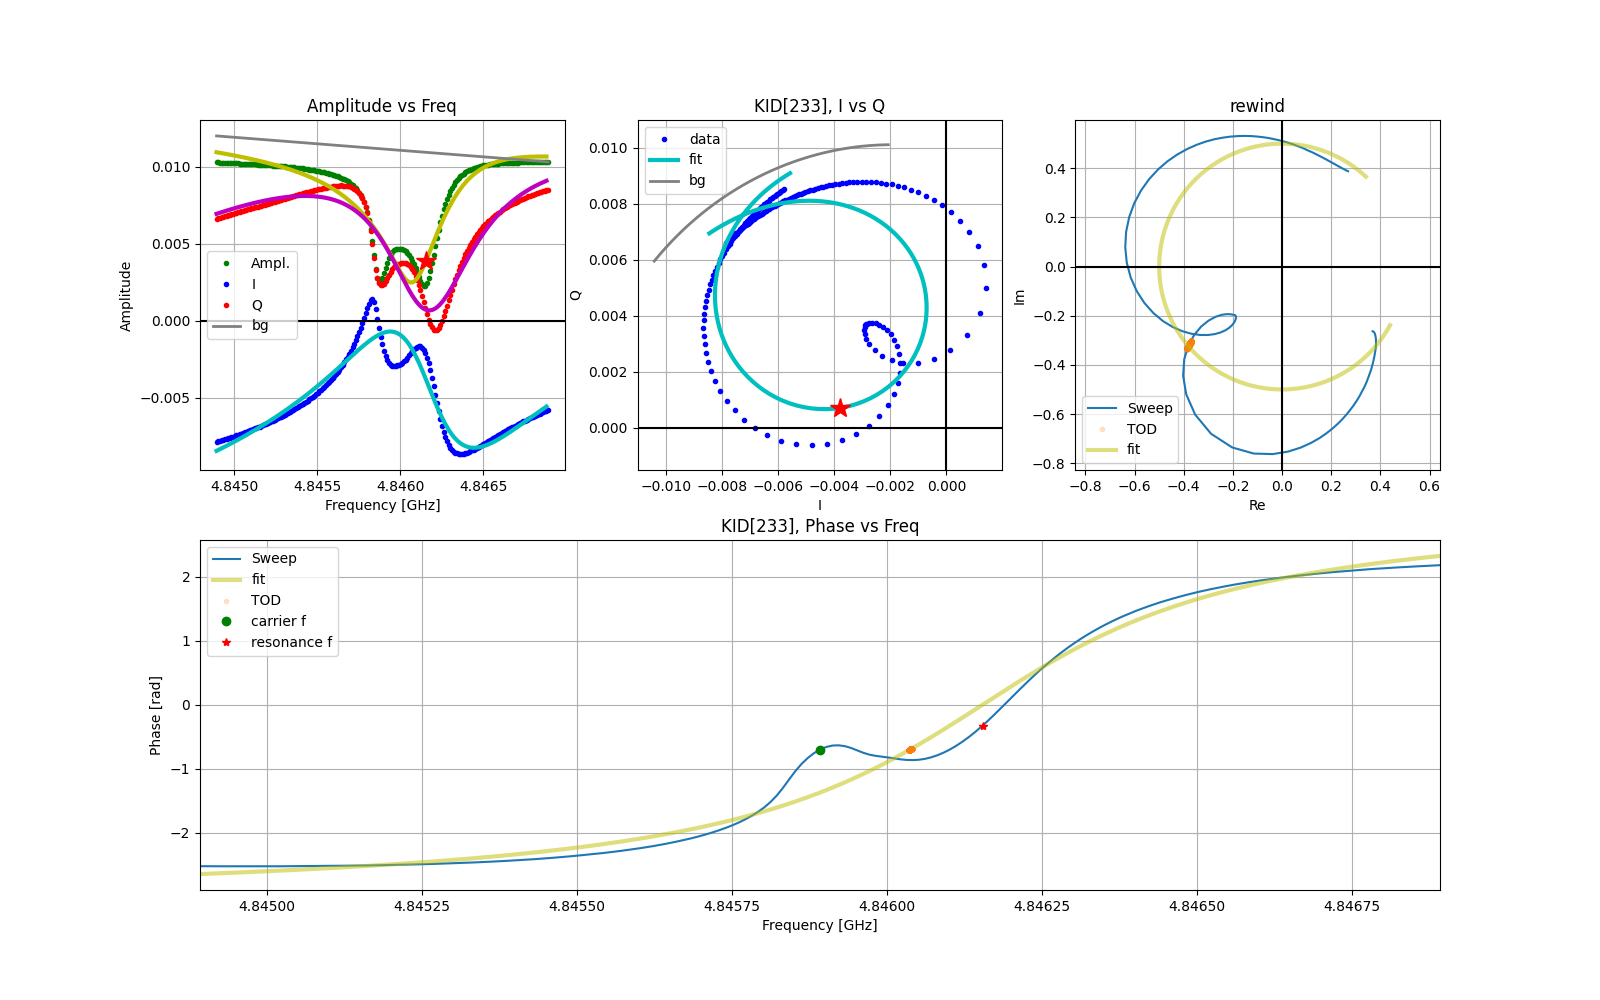 Amplitude vs Freq
Amplitude
0.010
0.005
0.000
−0.005
Ampl.
I
Q
bg
4.8450
4.8455
4.8460
4.8465
Frequency [GHz]
KID[233], I vs Q
Q
0.010
0.008
0.006
0.004
0.002
0.000
data
fit
bg
−0.010
−0.008
−0.006
−0.004
−0.002
0.000
I
rewind
Im
0.4
0.2
0.0
−0.2
−0.4
−0.6
−0.8
Sweep
TOD
fit
−0.8
−0.6
−0.4
−0.2
0.0
0.2
0.4
0.6
Re
KID[233], Phase vs Freq
Phase [rad]
2
1
0
−1
−2
Sweep
fit
TOD
carrier f
resonance f
4.84500
4.84525
4.84550
4.84575
4.84600
4.84625
4.84650
4.84675
Frequency [GHz]